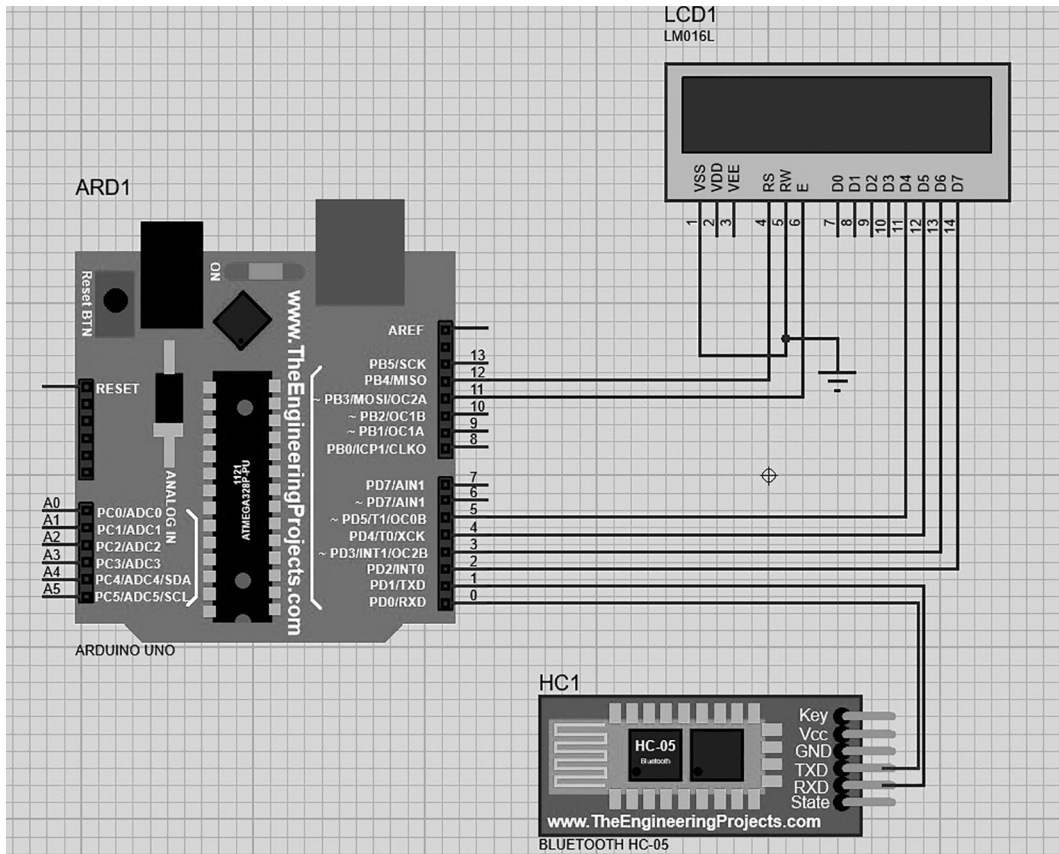 LCD1
LM016L
VSS
VDD
VEE
RS
RW
E
D0
D1
D2
D3
D4
D5
D6
D7
1
2
3
4
5
6
7
8
9
10
11
12
13
14
ARD1
Reset BTN
ON
www.TheEngineeringProjects.com
RESET
ANALOG IN
1121
ATMEGA328P-PU
AREF
PB5/SCK 13
PB4/MISO 12
~ PB3/MOSI/OC2A 11
~ PB2/OC1B 10
~ PB1/OC1A 9
PB0/ICP1/CLKO 8
PD7/AIN1 7
~ PD7/AIN1 6
~ PD5/T1/OC0B 5
PD4/T0/XCK 4
~ PD3/INT1/OC2B 3
PD2/INT0 2
PD1/TXD 1
PD0/RXD 0
A0 PC0/ADC0
A1 PC1/ADC1
A2 PC2/ADC2
A3 PC3/ADC3
A4 PC4/ADC4/SDA
A5 PC5/ADC5/SCL
ARDUINO UNO
HC1
HC-05
Bluetooth
Key
Vcc
GND
TXD
RXD
State
www.TheEngineeringProjects.com
BLUETOOTH HC-05